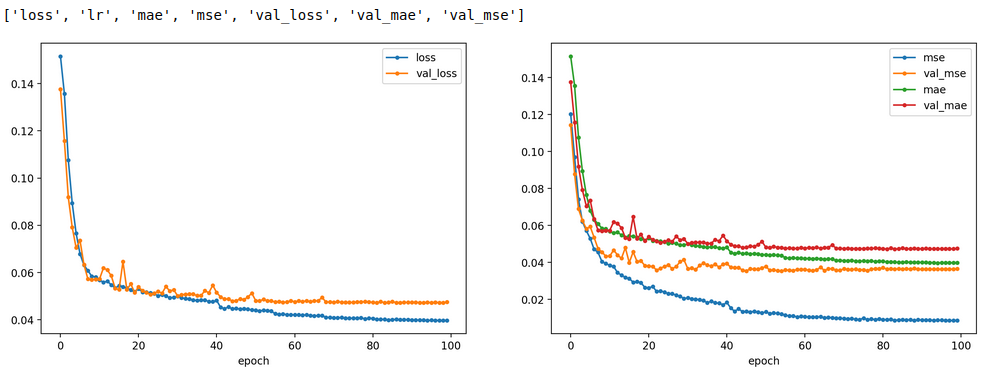 ['loss', 'lr', 'mae', 'mse', 'val_loss', 'val_mae', 'val_mse']
loss
val_loss
0.14
0.12
0.10
0.08
0.06
0.04
0 20 40 60 80 100
epoch
mse
val_mse
mae
val_mae
0.14
0.12
0.10
0.08
0.06
0.04
0.02
0 20 40 60 80 100
epoch